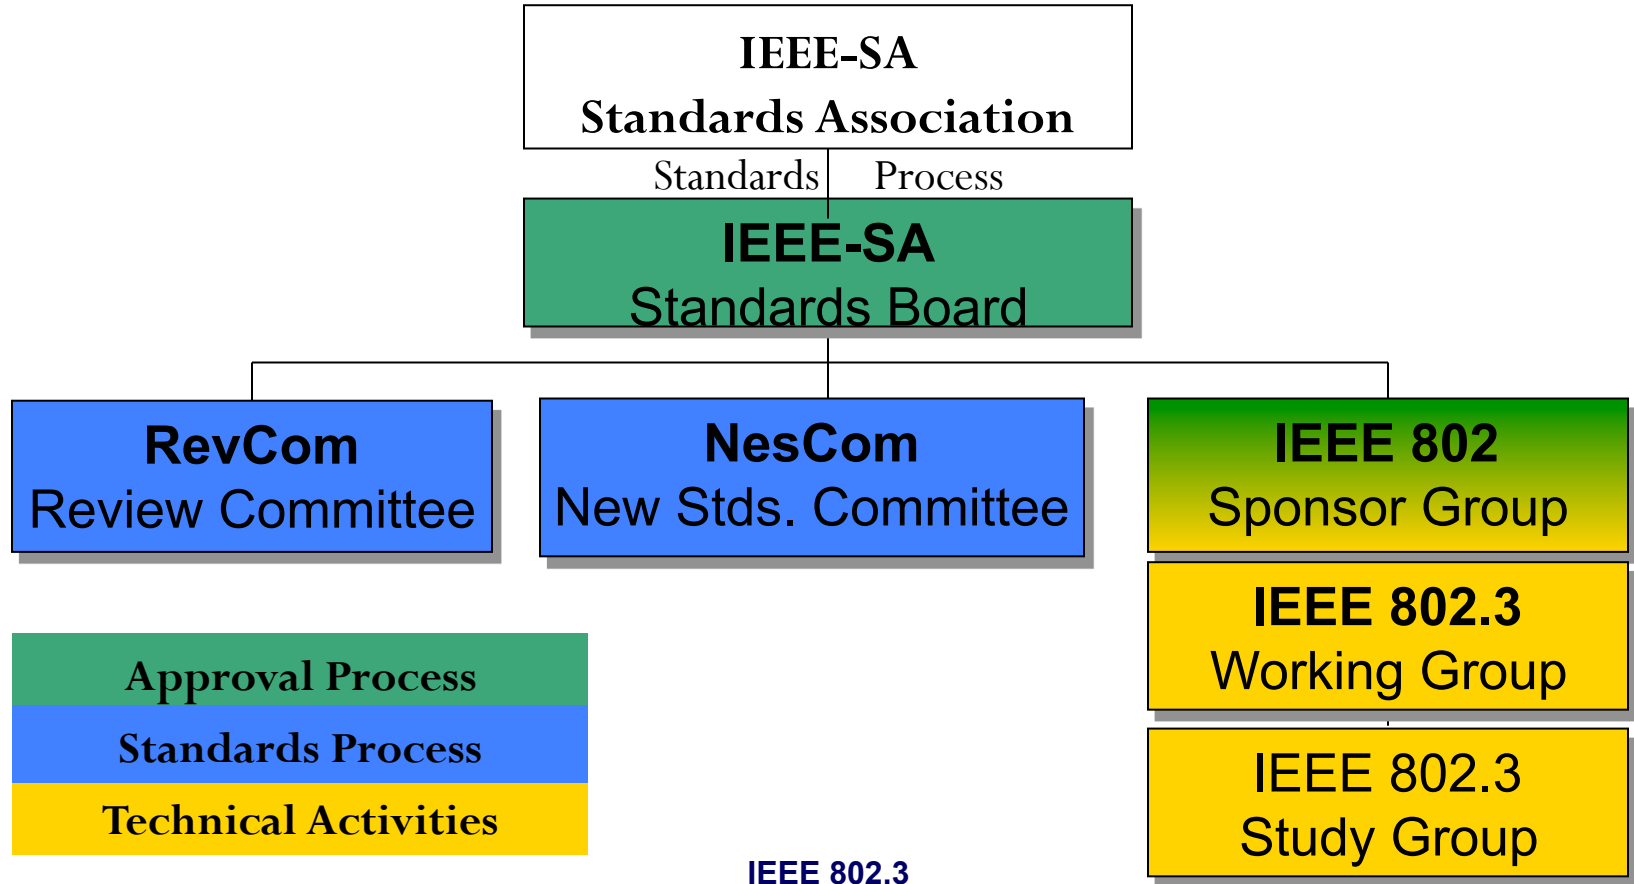 IEEE-SA
Standards Association
Standards Process
IEEE-SA
Standards Board
RevCom
Review Committee
NesCom
New Stds. Committee
IEEE 802
Sponsor Group
IEEE 802.3
Working Group
IEEE 802.3
Study Group
Approval Process
Standards Process
Technical Activities
IEEE 802.3